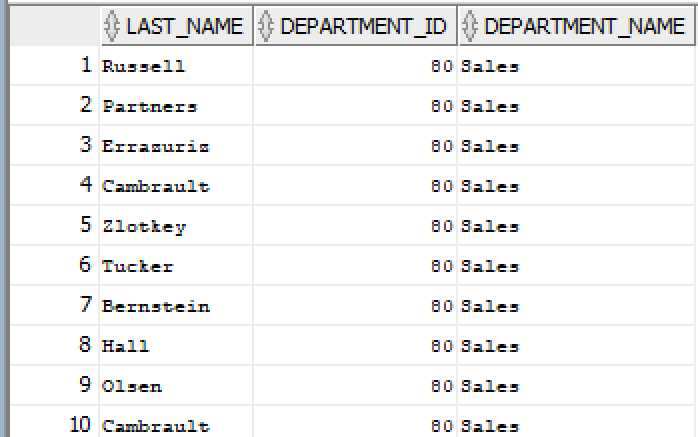 LAST_NAME DEPARTMENT_ID DEPARTMENT_NAME
1 Russell 80 Sales
2 Partners 80 Sales
3 Errazuriz 80 Sales
4 Cambrault 80 Sales
5 Zlotkey 80 Sales
6 Tucker 80 Sales
7 Bernstein 80 Sales
8 Hall 80 Sales
9 Olsen 80 Sales
10 Cambrault 80 Sales